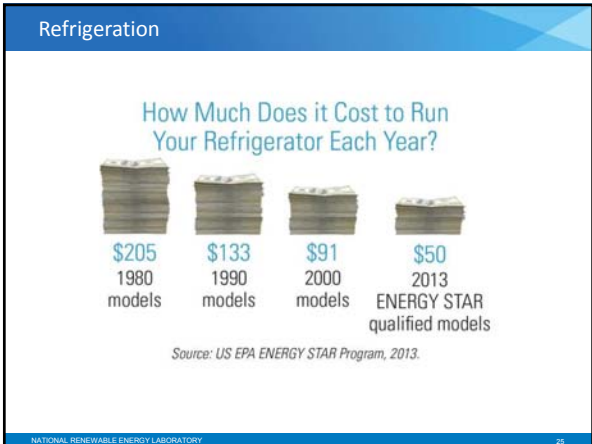 Refrigeration
How Much Does it Cost to Run
Your Refrigerator Each Year?
$205
1980
models
$133
1990
models
$91
2000
models
$50
2013
ENERGY STAR
qualified models
Source: US EPA ENERGY STAR Program, 2013.
NATIONAL RENEWABLE ENERGY LABORATORY
25